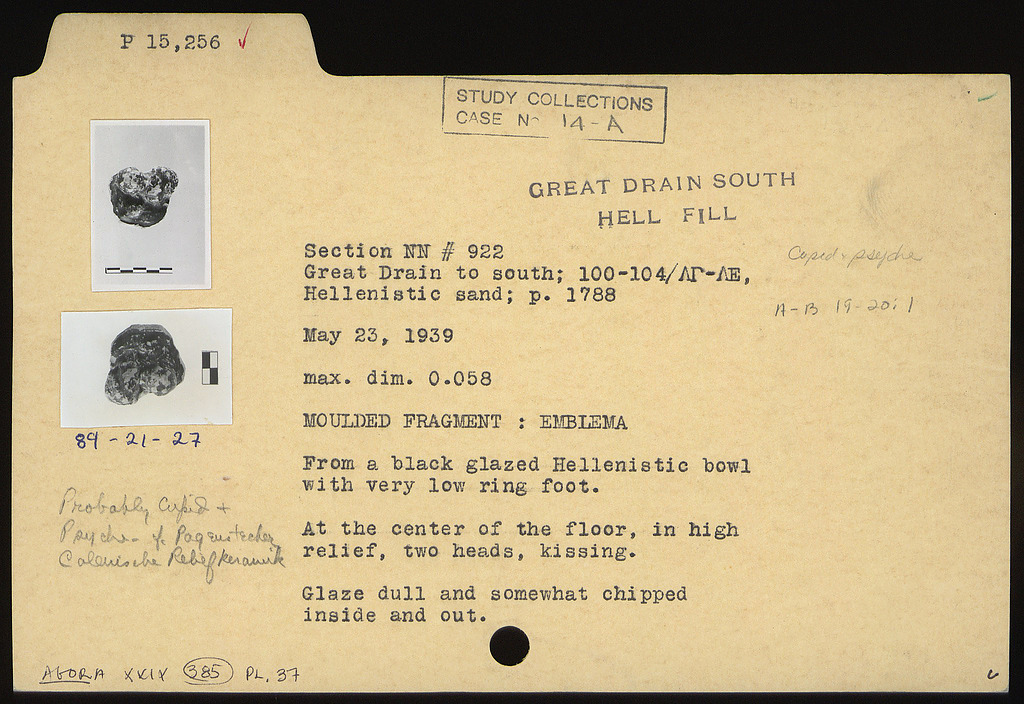 P 15,256 ✓
STUDY COLLECTIONS
CASE No 14-A
GREAT DRAIN SOUTH
HELL FILL
Section NN # 922
Great Drain to south; 100-104/ΛΓ-ΛΕ,
Hellenistic sand; p. 1788
Cupid + psyche
A-B 19-20:1
May 23, 1939
max. dim. 0.058
MOULDED FRAGMENT : EMBLEMA
From a black glazed Hellenistic bowl
with very low ring foot.
At the center of the floor, in high
relief, two heads, kissing.
Glaze dull and somewhat chipped
inside and out.
89-21-27
Probably Cupid +
Psyche - cf. Pagenstecher,
Calenische Reliefkeramik
AGORA XXIX 385 PL. 37